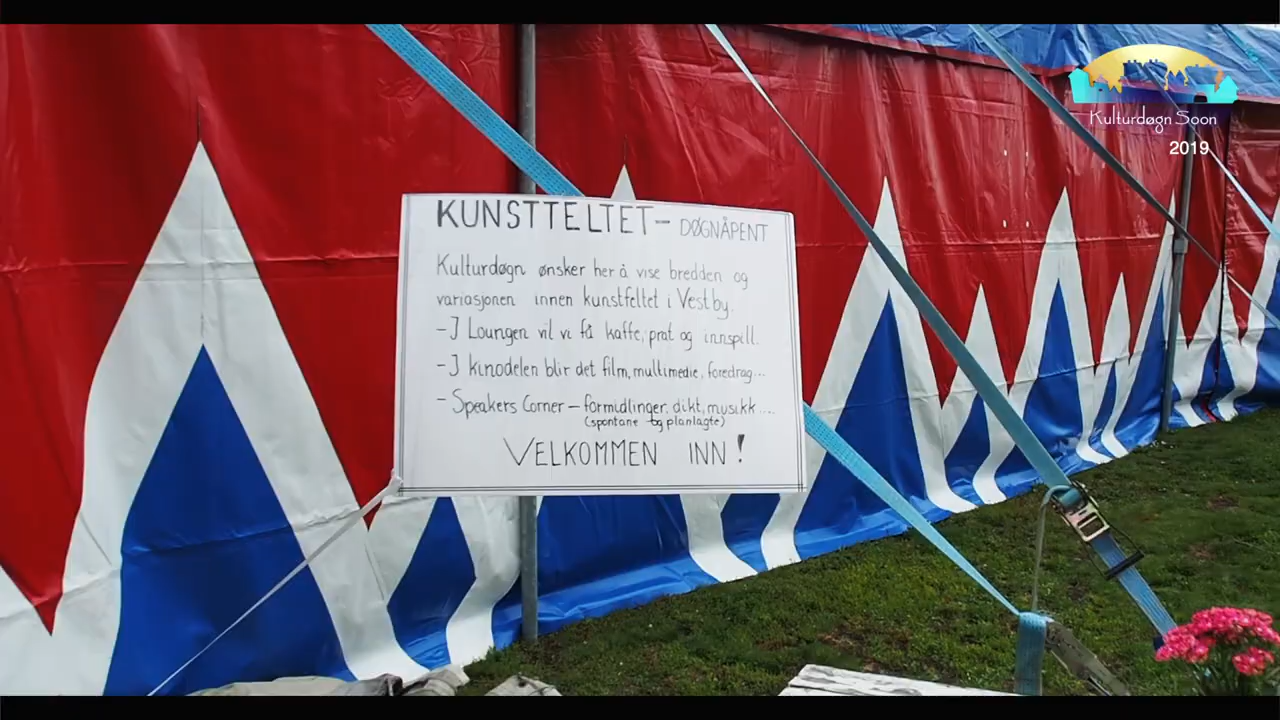 Kulturdøgn Soon
2019
KUNSTTELTET- DØGNÅPENT
Kulturdøgn ønsker her å vise bredden og
variasjonen innen kunstfeltet i Vestby.
- I Loungen vil vi få kaffe, prat og innspill.
- I kinodelen blir det film, multimedie, foredrag...
- Speakers Corner - formidlinger, dikt, musikk....
(spontane og planlagte)
VELKOMMEN INN!